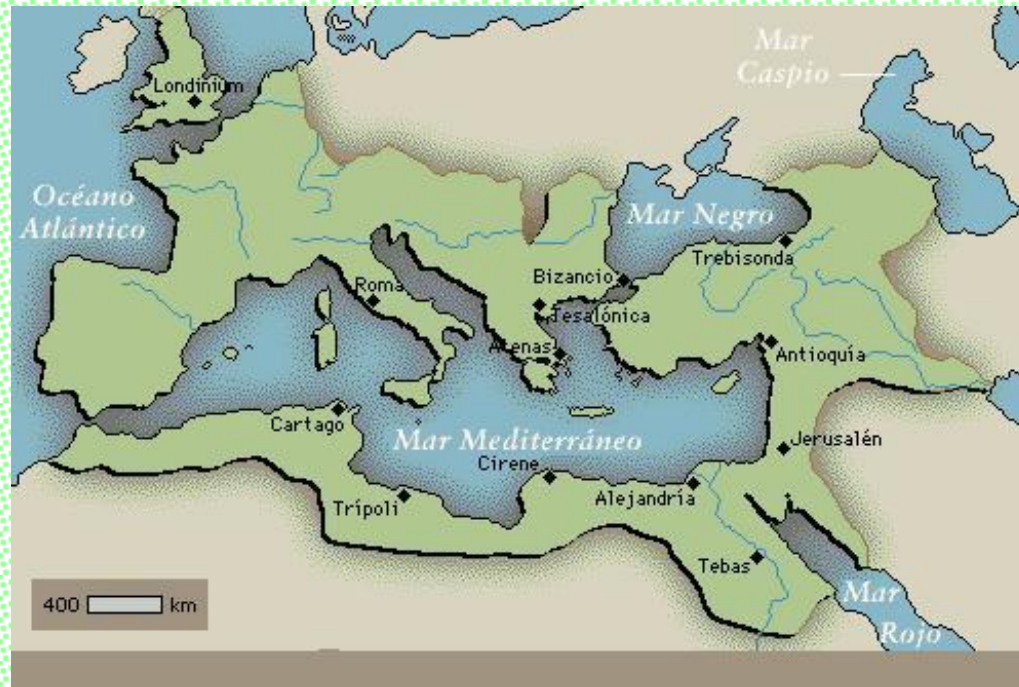 Mar
Caspio
Londinium
Océano
Atlántico
Mar Negro
Trebisonda
Bizancio
Roma
Tesalónica
Atenas
Antioquía
Cartago
Mar Mediterráneo
Jerusalén
Cirene
Trípoli
Alejandría
Tebas
Mar
Rojo
400 km